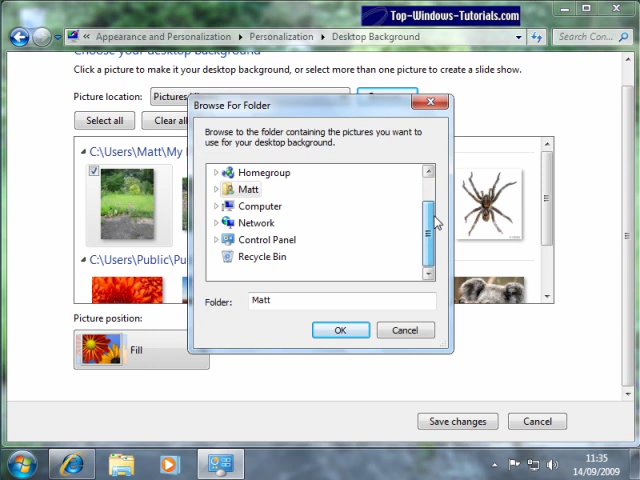 Top-Windows-Tutorials.com
« Appearance and Personalization ▸ Personalization ▸ Desktop Background
Search Con...
Choose your desktop background
Click a picture to make it your desktop background, or select more than one picture to create a slide show.
Picture location:
Select all
Clear all
Browse For Folder
Browse to the folder containing the pictures you want to
use for your desktop background.
C:\Users\Matt\My
Homegroup
Matt
Computer
Network
Control Panel
Recycle Bin
C:\Users\Public\Pu
Folder:
Matt
Picture position:
OK
Cancel
Fill
Save changes
Cancel
11:35
14/09/2009